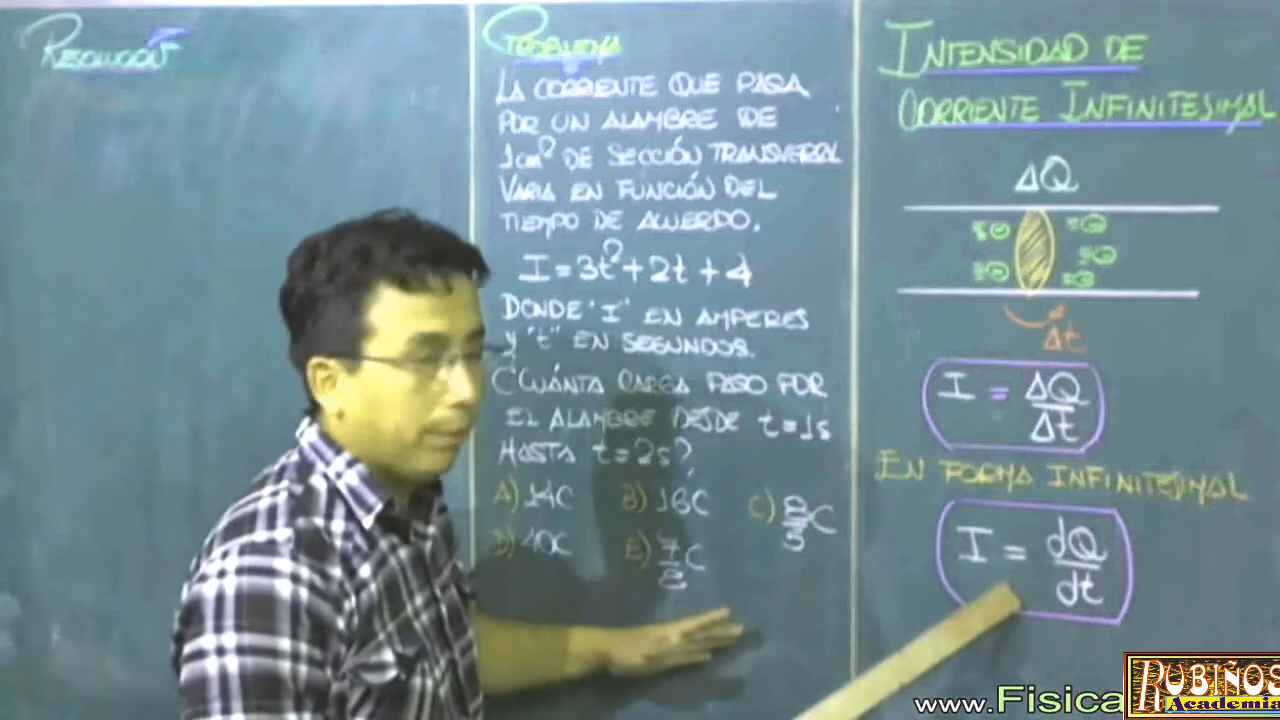 RESOLUCIÓN
PROBLEMA
LA CORRIENTE QUE PASA
POR UN ALAMBRE DE
1cm² DE SECCIÓN TRANSVERSAL
VARIA EN FUNCIÓN DEL
TIEMPO DE ACUERDO.
I = 3t² + 2t + 4
DONDE "I" EN AMPERES
Y "t" EN SEGUNDOS.
CUÁNTA CARGA PASO POR
EL ALAMBRE DESDE t=1s
HASTA t=2s?
A) 14C B) 16C C) 8/5 C
D) 40C E) 7/8 C
INTENSIDAD DE
CORRIENTE INFINITESIMAL
ΔQ
Δt
I = ΔQ/Δt
EN FORMA INFINITESIMAL
I = dQ/dt
www.Fisica
RUBIÑOS
Academia